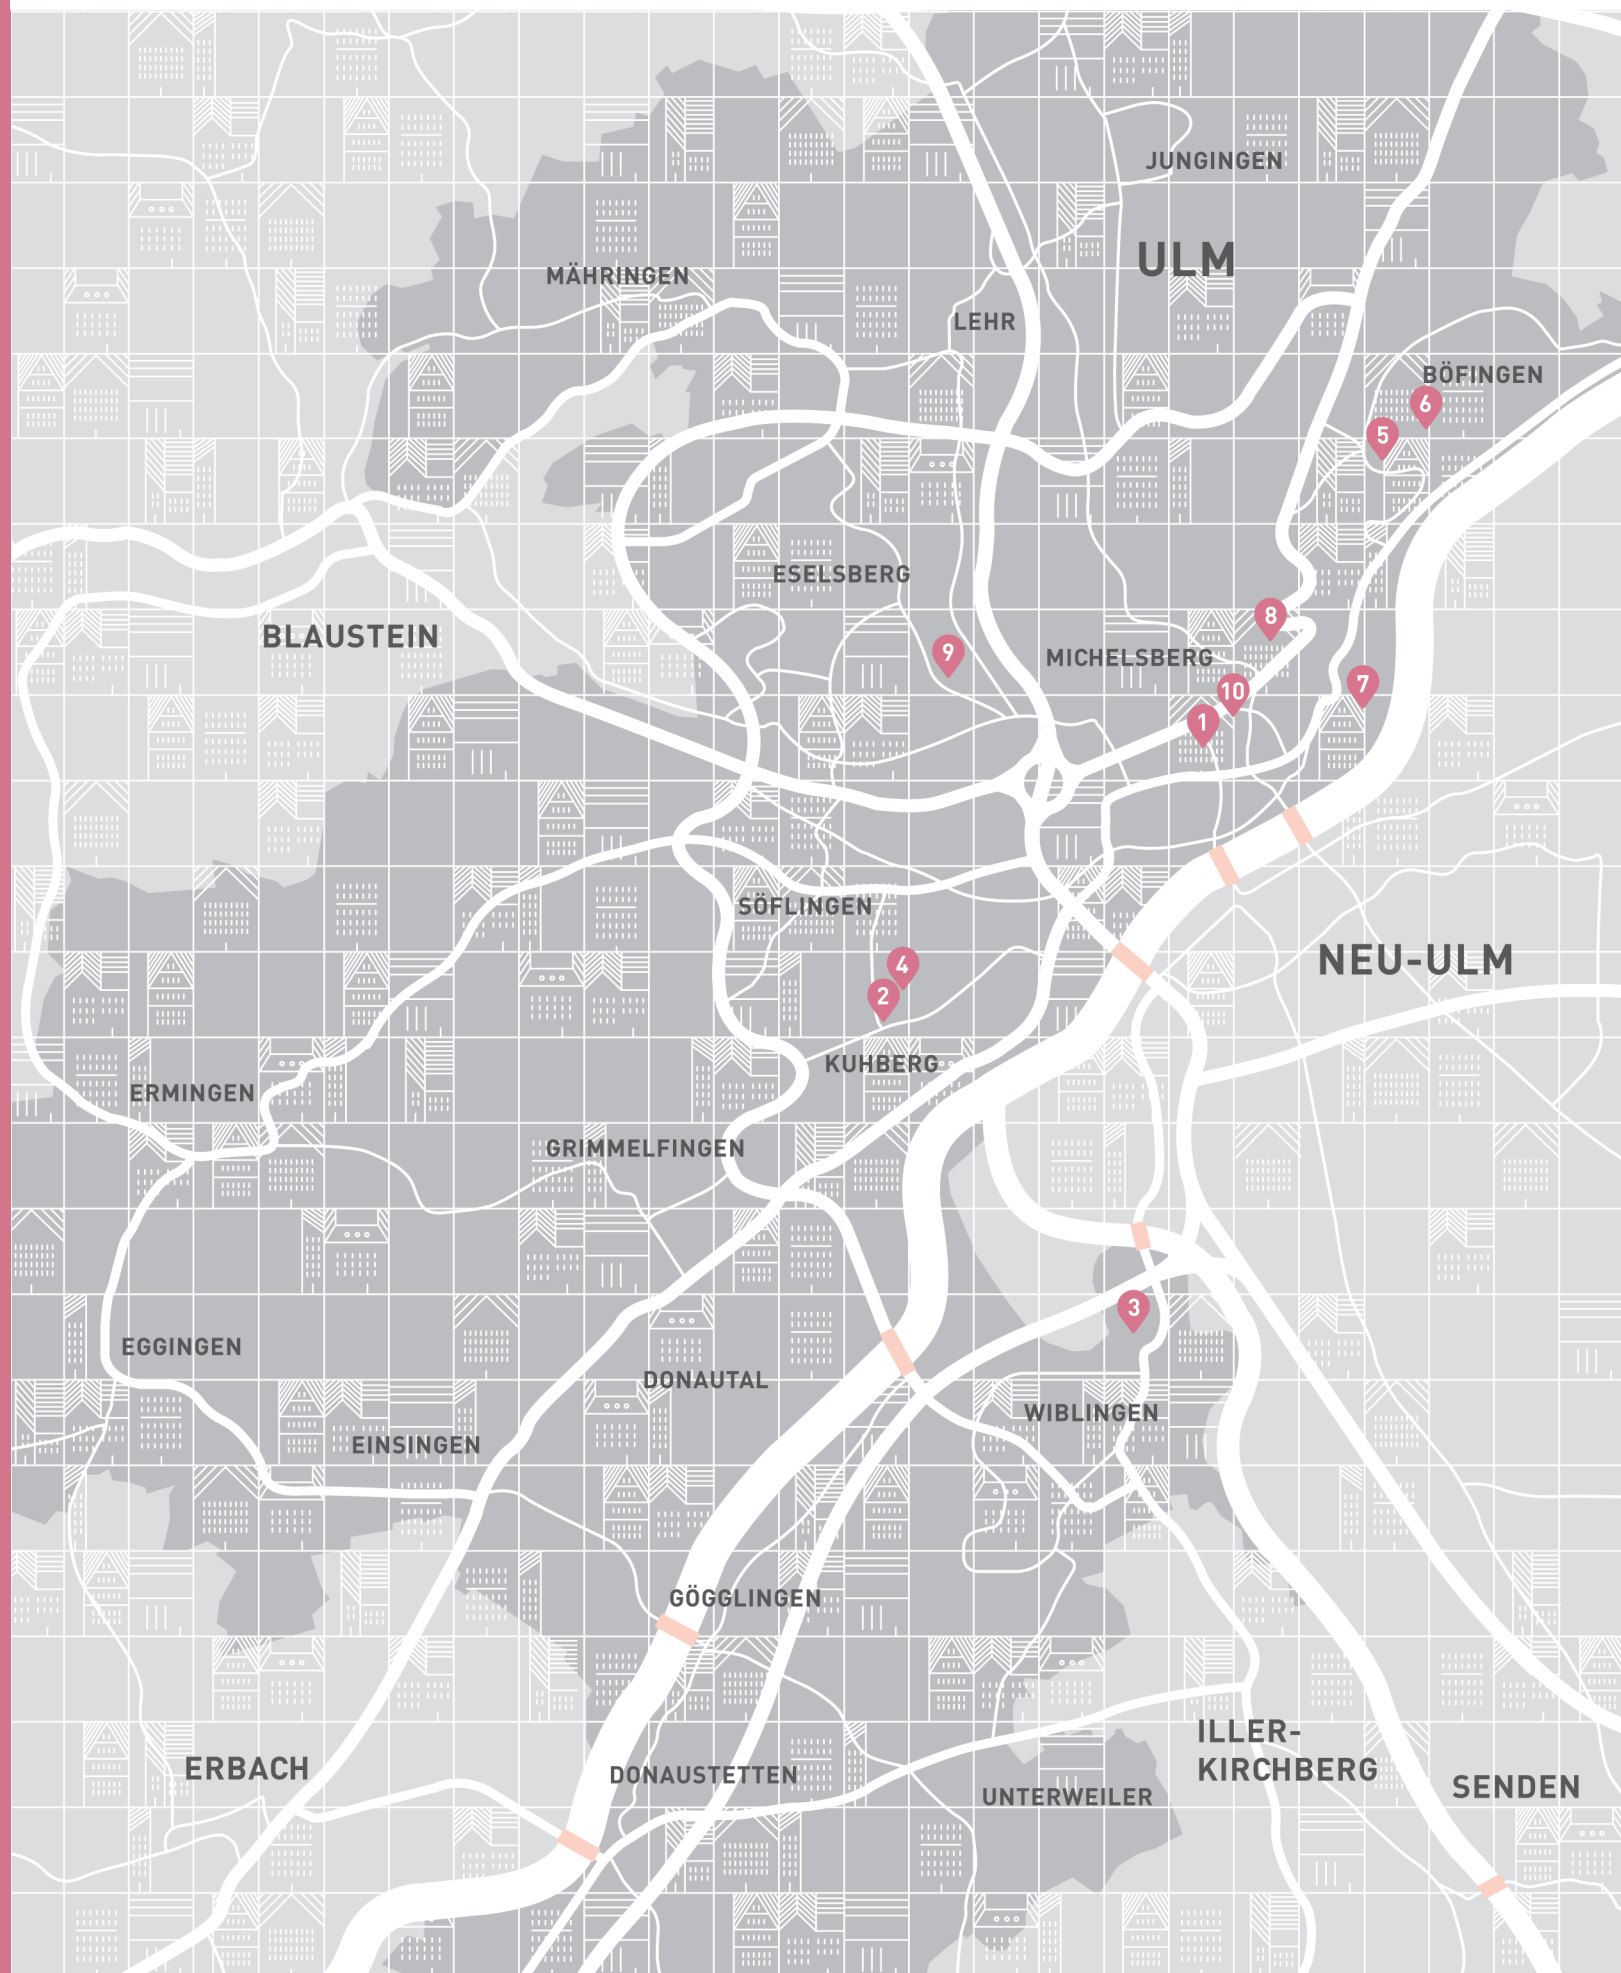 JUNGINGEN
ULM
MÄHRINGEN
LEHR
BÖFINGEN
6
5
ESELSBERG
8
BLAUSTEIN
9
MICHELSBERG
7
10
1
SÖFLINGEN
NEU-ULM
4
2
KUHBERG
ERMINGEN
GRIMMELFINGEN
3
EGGINGEN
DONAUTAL
WIBLINGEN
EINSINGEN
GÖGGLINGEN
ILLER-
KIRCHBERG
ERBACH
DONAUSTETTEN
SENDEN
UNTERWEILER